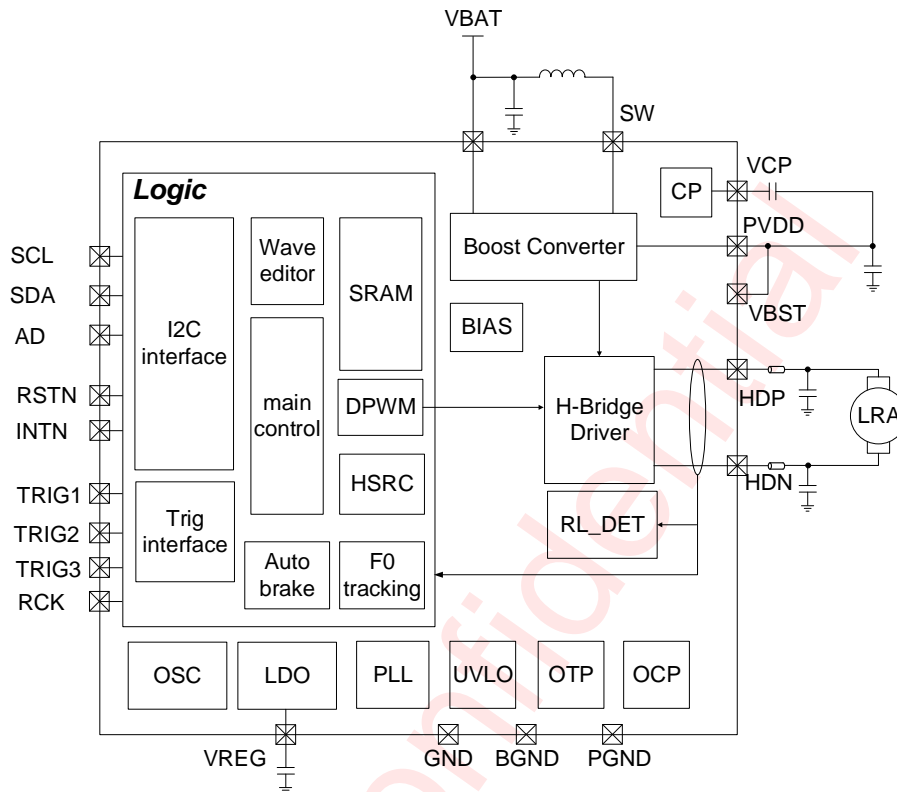 VBAT
SW
Logic
CP
VCP
PVDD
VBST
Boost Converter
BIAS
SCL
SDA
AD
RSTN
INTN
TRIG1
TRIG2
TRIG3
RCK
I2C
interface
Wave
editor
SRAM
main
control
DPWM
HSRC
Trig
interface
Auto
brake
F0
tracking
H-Bridge
Driver
RL_DET
HDP
HDN
LRA
OSC
LDO
PLL
UVLO
OTP
OCP
VREG
GND
BGND
PGND
onfidential